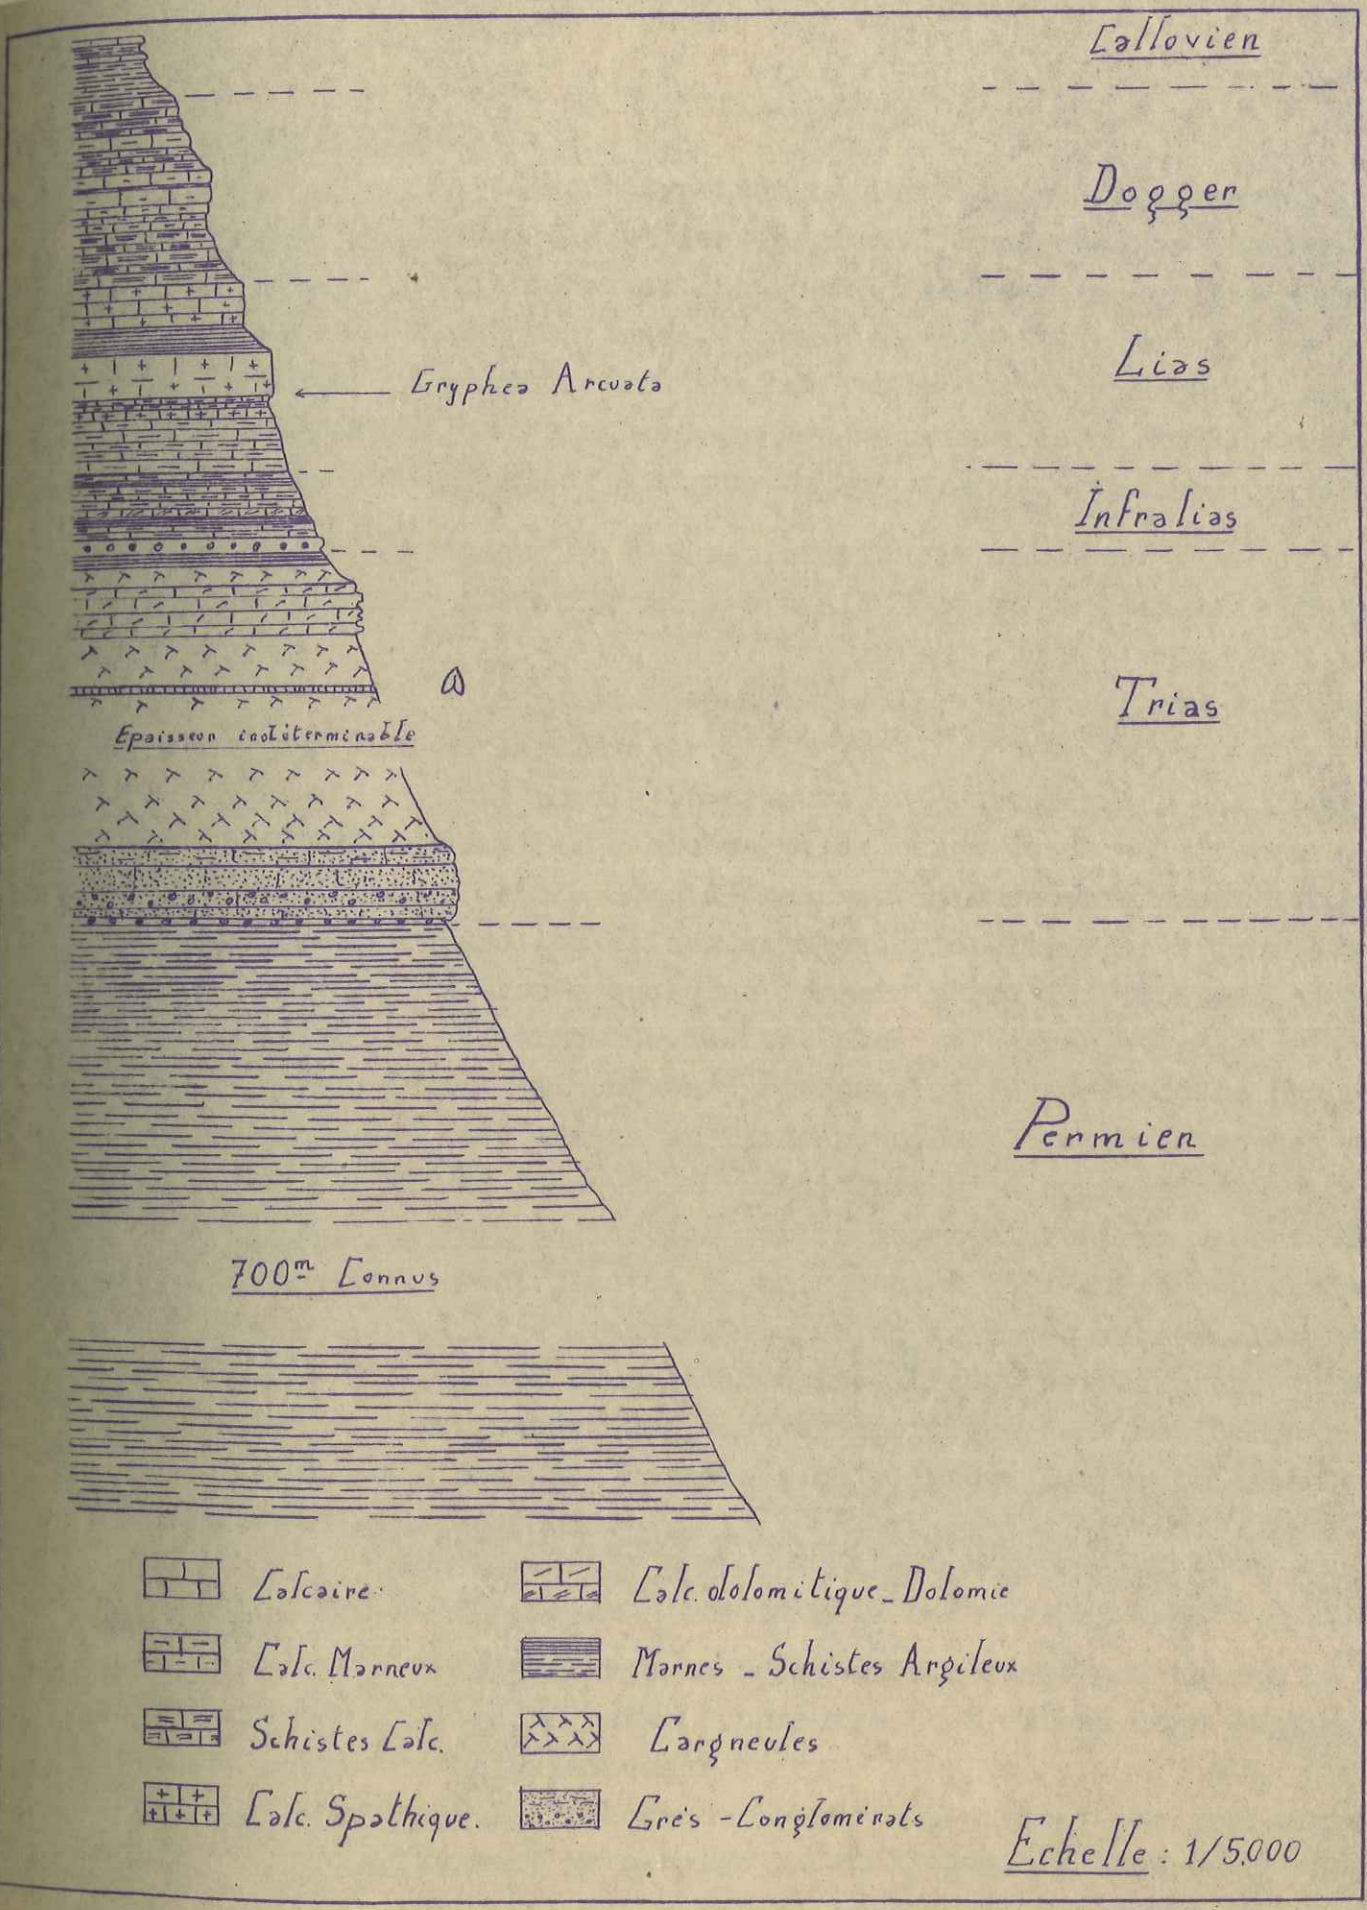 Callovien
Dogger
Lias
Gryphea Arcuata
Infralias
Trias
Epaisseur indéterminable
Permien
700m Connus
Calcaire
Calc. dolomitique - Dolomie
Calc. Marneux
Marnes - Schistes Argileux
Schistes Calc.
Cargneules
Calc. Spathique.
Grès - Conglomérats
Echelle : 1/5.000